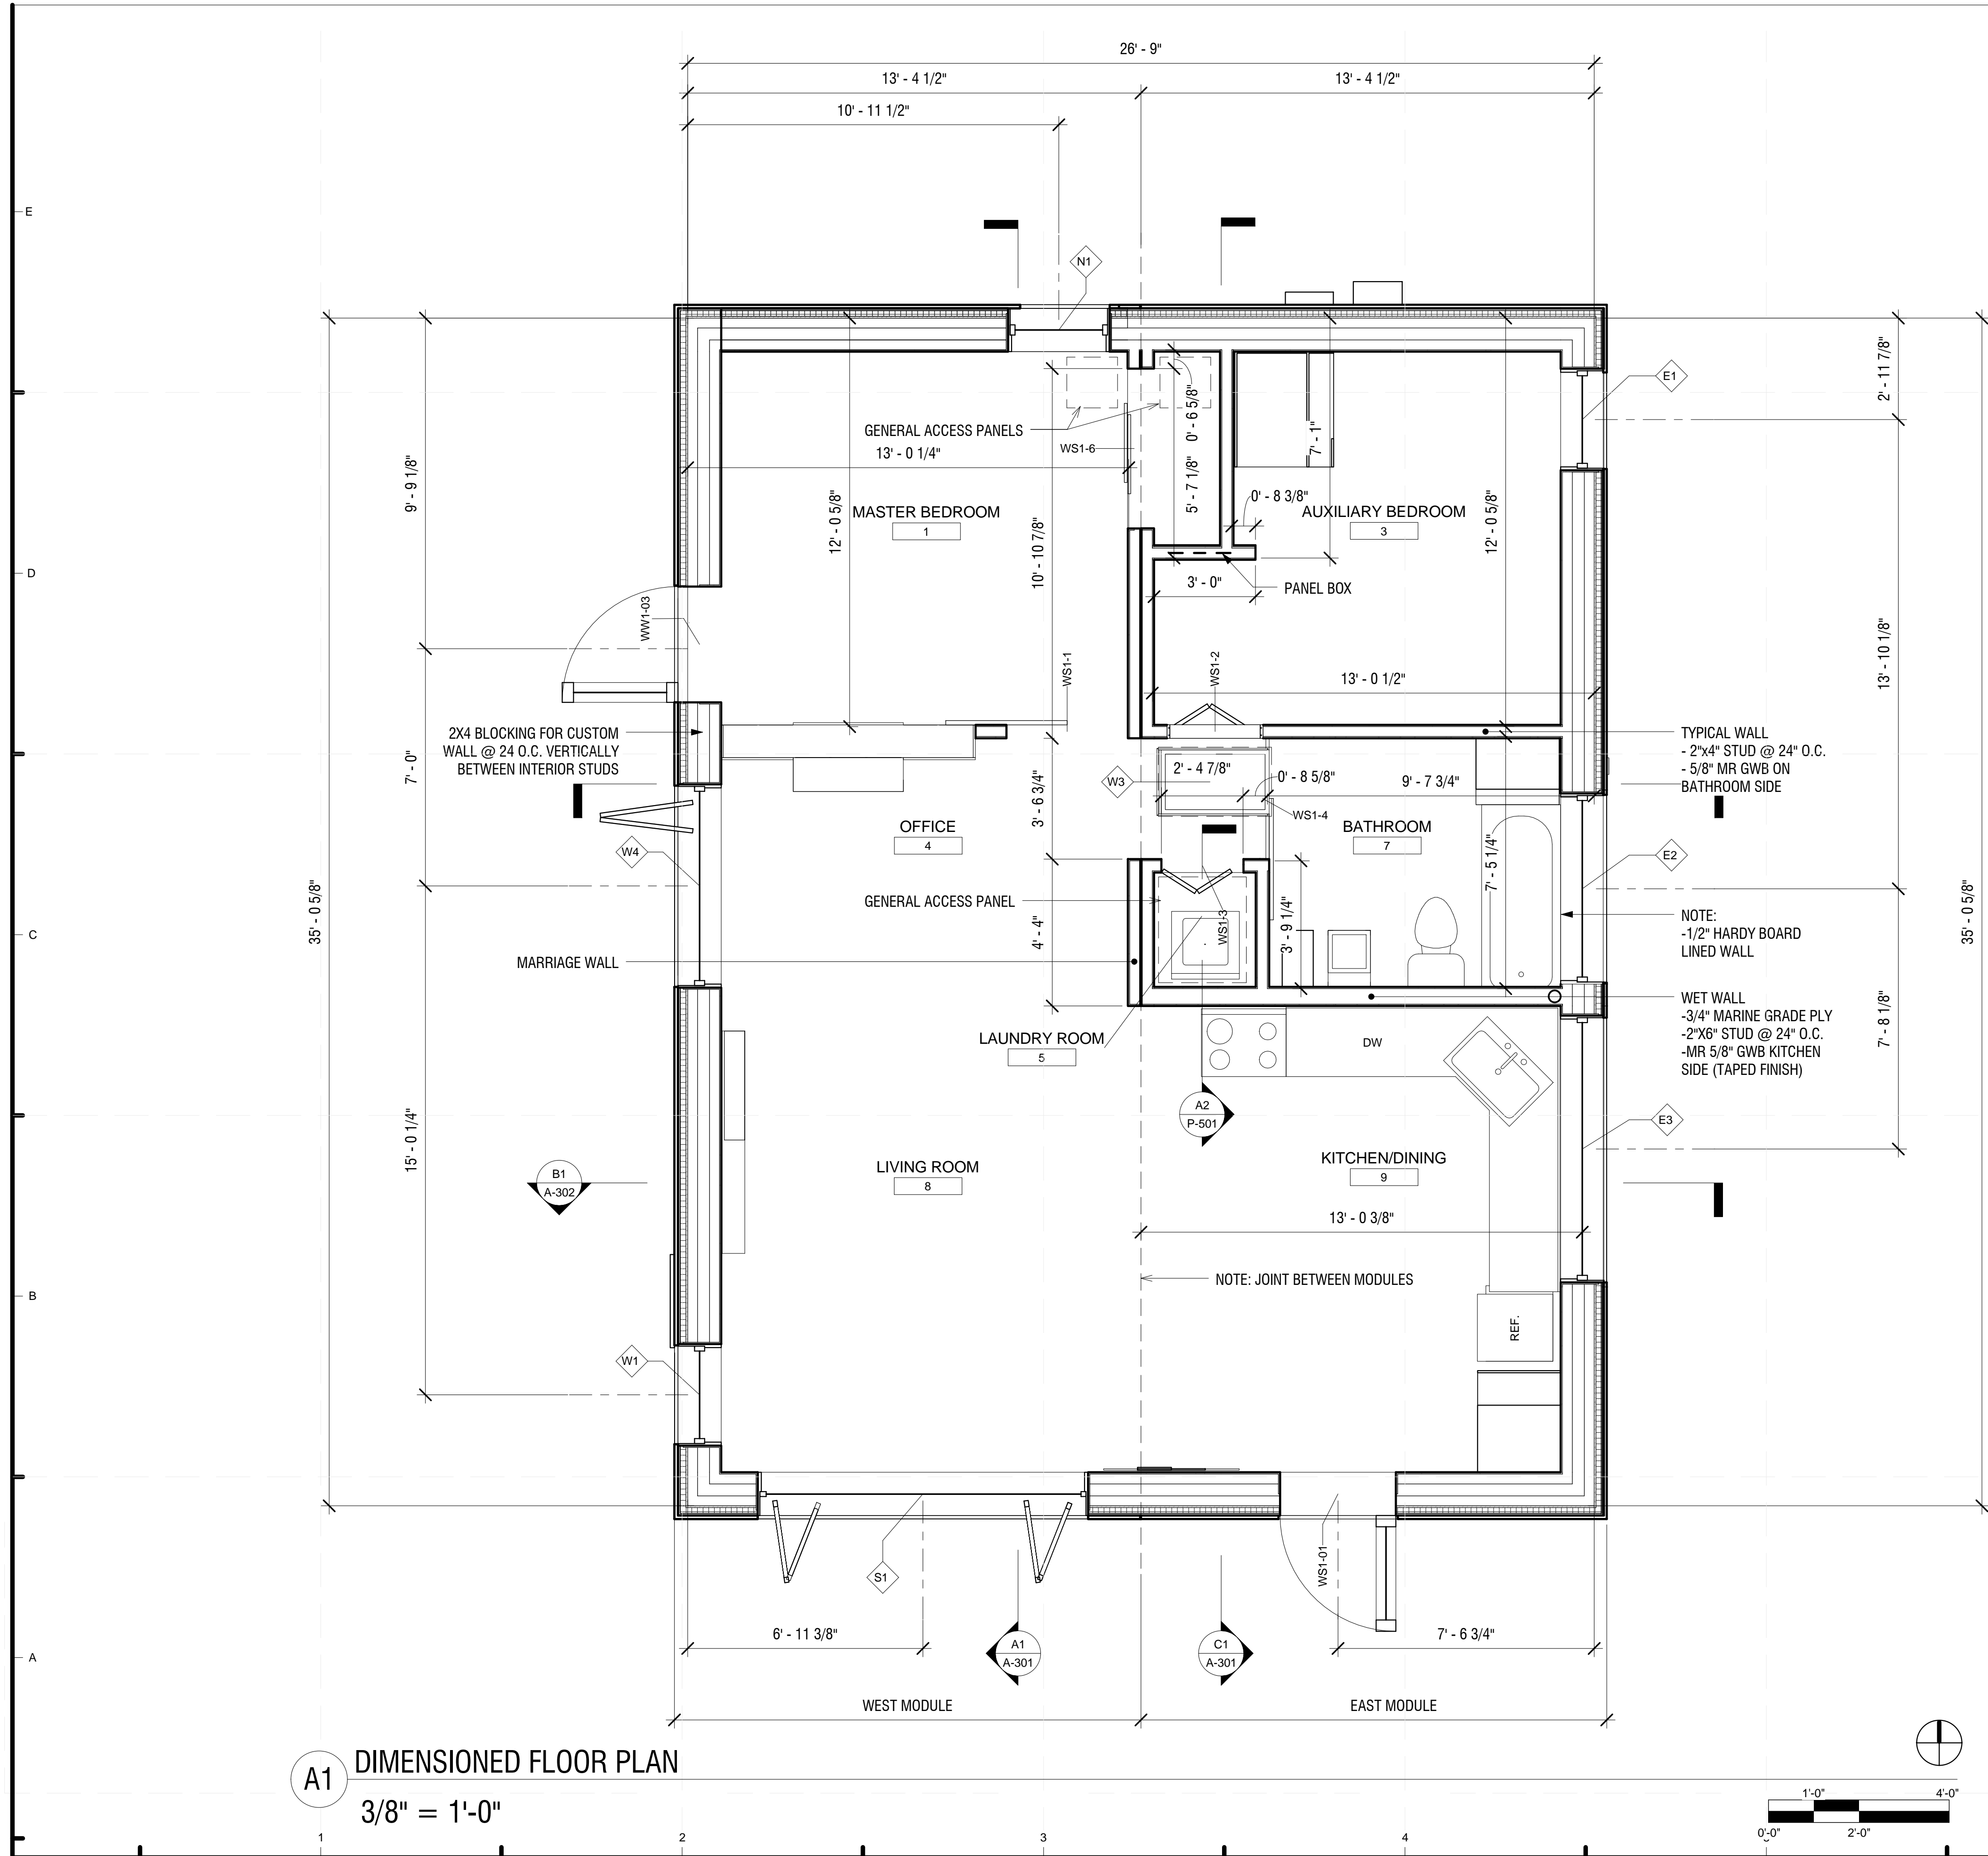 26' - 9"
13' - 4 1/2"
13' - 4 1/2"
10' - 11 1/2"
E
N1
2' - 11 7/8"
E1
0' - 6 5/8"
7' - 1"
GENERAL ACCESS PANELS
WS1-6
13' - 0 1/4"
9' - 9 1/8"
5' - 7 1/8"
0' - 8 3/8"
MASTER BEDROOM
1
AUXILIARY BEDROOM
3
12' - 0 5/8"
12' - 0 5/8"
10' - 10 7/8"
D
3' - 0"
PANEL BOX
WW1-03
13' - 10 1/8"
WS1-1
WS1-2
13' - 0 1/2"
2X4 BLOCKING FOR CUSTOM
WALL @ 24 O.C. VERTICALLY
BETWEEN INTERIOR STUDS
TYPICAL WALL
- 2"x4" STUD @ 24" O.C.
- 5/8" MR GWB ON
BATHROOM SIDE
7' - 0"
W3
2' - 4 7/8"
0' - 8 5/8"
9' - 7 3/4"
3' - 6 3/4"
WS1-4
OFFICE
4
BATHROOM
7
W4
E2
7' - 5 1/4"
35' - 0 5/8"
35' - 0 5/8"
GENERAL ACCESS PANEL
WS1-3
3' - 9 1/4"
4' - 4"
NOTE:
-1/2" HARDY BOARD
LINED WALL
C
MARRIAGE WALL
WET WALL
-3/4" MARINE GRADE PLY
-2"X6" STUD @ 24" O.C.
-MR 5/8" GWB KITCHEN
SIDE (TAPED FINISH)
7' - 8 1/8"
LAUNDRY ROOM
5
DW
A2
P-501
E3
15' - 0 1/4"
LIVING ROOM
8
KITCHEN/DINING
9
B1
A-302
13' - 0 3/8"
NOTE: JOINT BETWEEN MODULES
B
REF.
W1
WS1-01
S1
6' - 11 3/8"
7' - 6 3/4"
A1
A-301
C1
A-301
A
WEST MODULE
EAST MODULE
A1
DIMENSIONED FLOOR PLAN
3/8" = 1'-0"
1'-0"
4'-0"
0'-0"
2'-0"
1
2
3
4